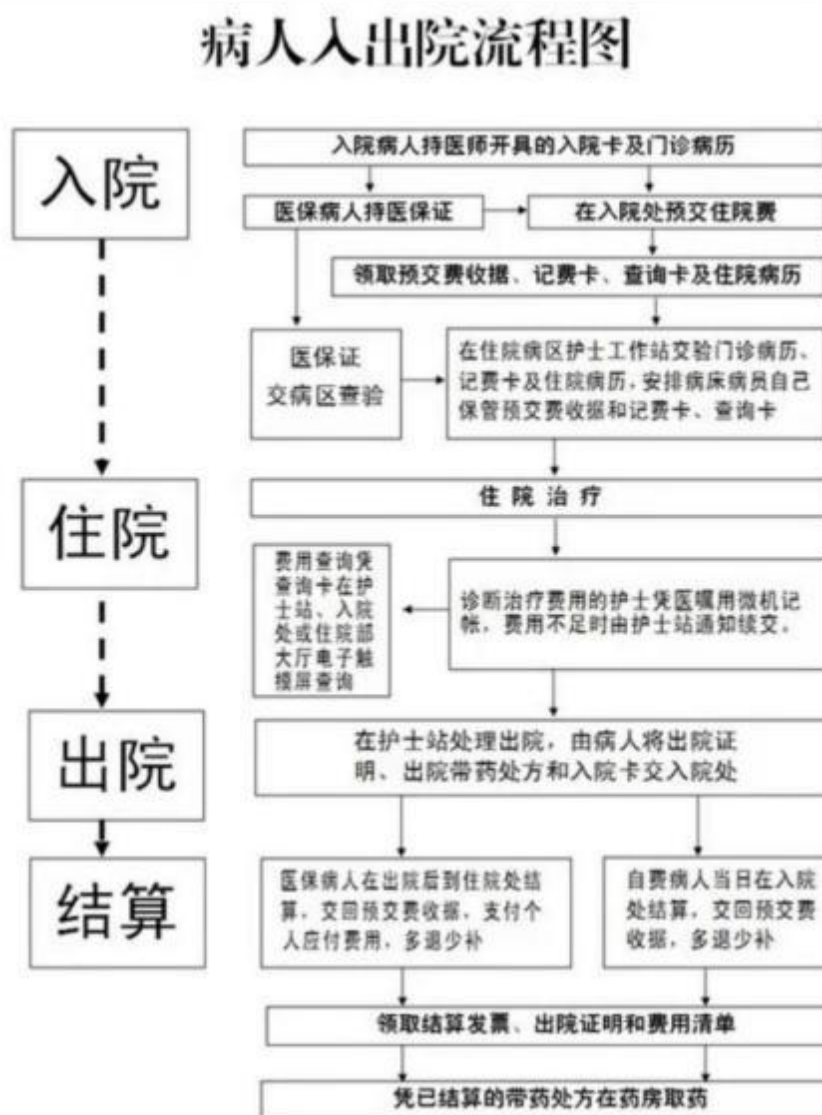 病人入出院流程图
入院
入院病人持医师开具的入院卡及门诊病历
医保病人持医保证
在入院处预交住院费
领取预交费收据、记费卡、查询卡及住院病历
医保证
交病区查验
在住院病区护士工作站交验门诊病历、
记费卡及住院病历，安排病床病员自己
保管预交费收据和记费卡、查询卡
住院
住院治疗
费用查询凭
查询卡在护
士站、入院
处或住院部
大厅电子触
摸屏查询
诊断治疗费用的护士凭医嘱用微机记
帐，费用不足时由护士站通知续交。
出院
在护士站处理出院，由病人将出院证
明、出院带药处方和入院卡交入院处
结算
医保病人在出院后到住院处结
算，交回预交费收据，支付个
人应付费用，多退少补
自费病人当日在入院
处结算，交回预交费
收据，多退少补
领取结算发票、出院证明和费用清单
凭已结算的带药处方在药房取药